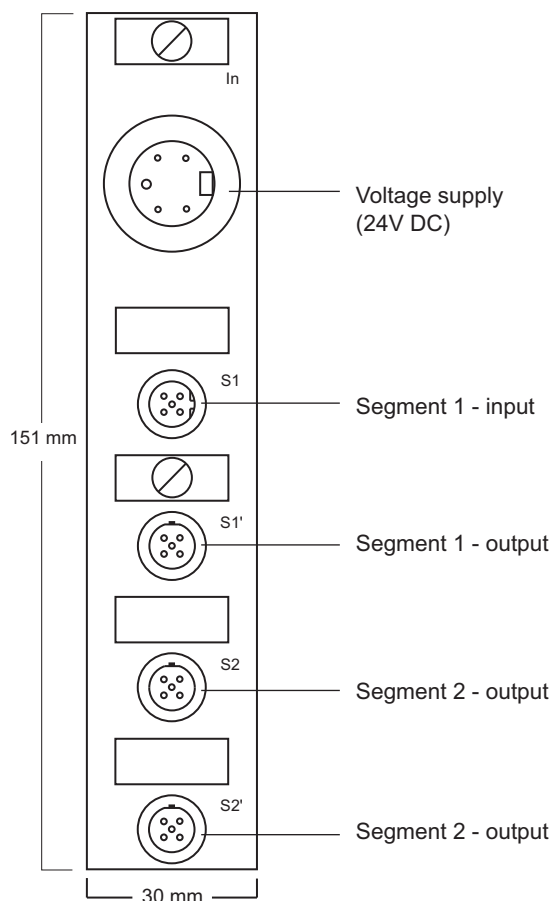 In
Voltage supply
(24V DC)
S1
Segment 1 - input
151 mm
S1'
Segment 1 - output
S2
Segment 2 - output
S2'
Segment 2 - output
30 mm